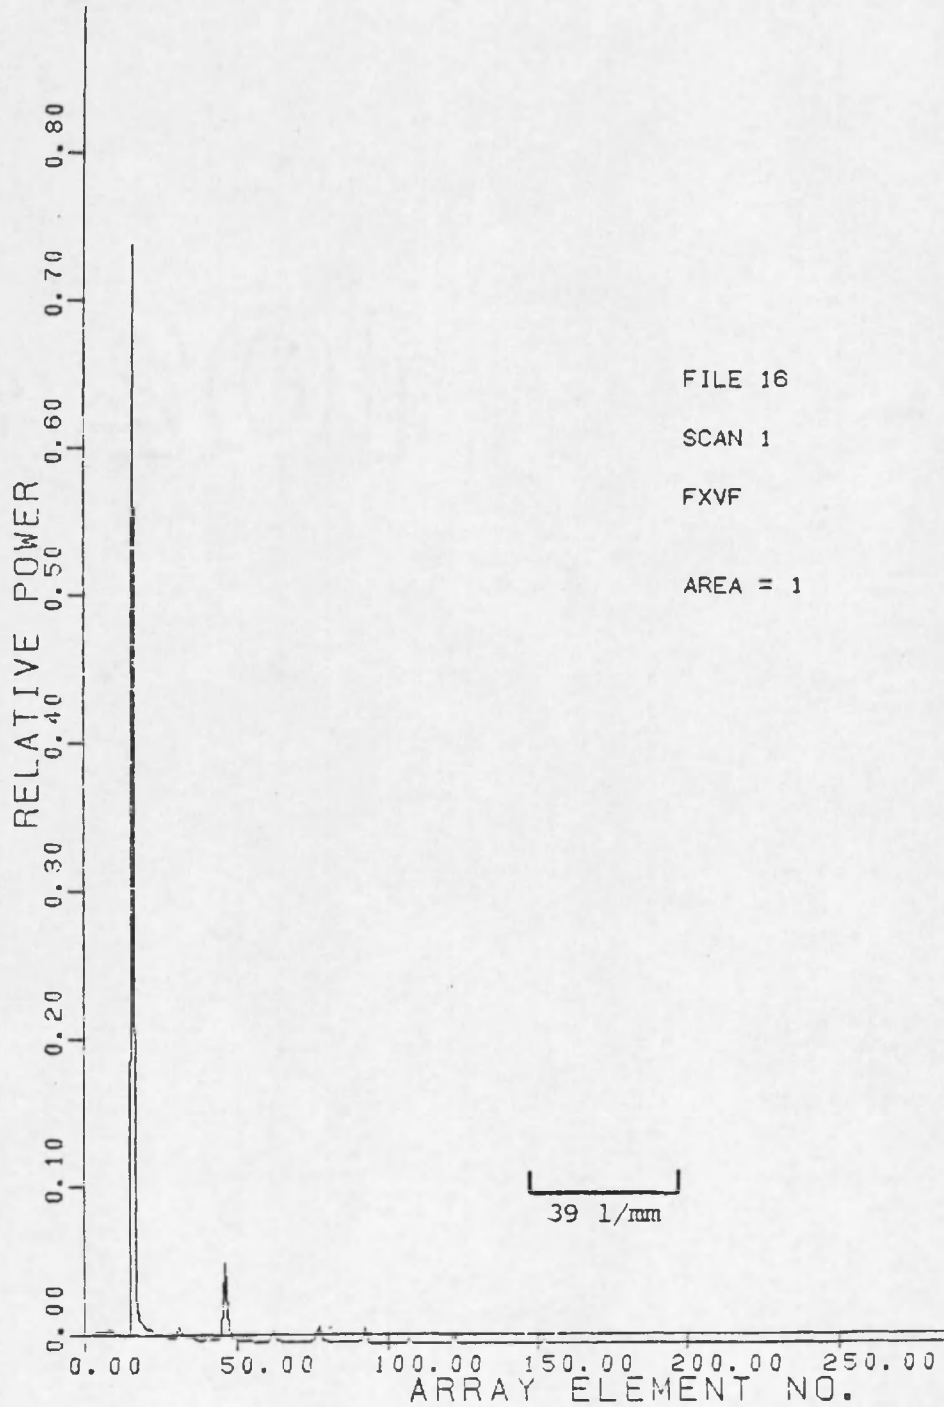 RELATIVE POWER
0.80
0.70
0.60
0.50
0.40
0.30
0.20
0.10
0.00
FILE 16
SCAN 1
FXVF
AREA = 1
39 l/mm
0.00 50.00 100.00 150.00 200.00 250.00
ARRAY ELEMENT NO.